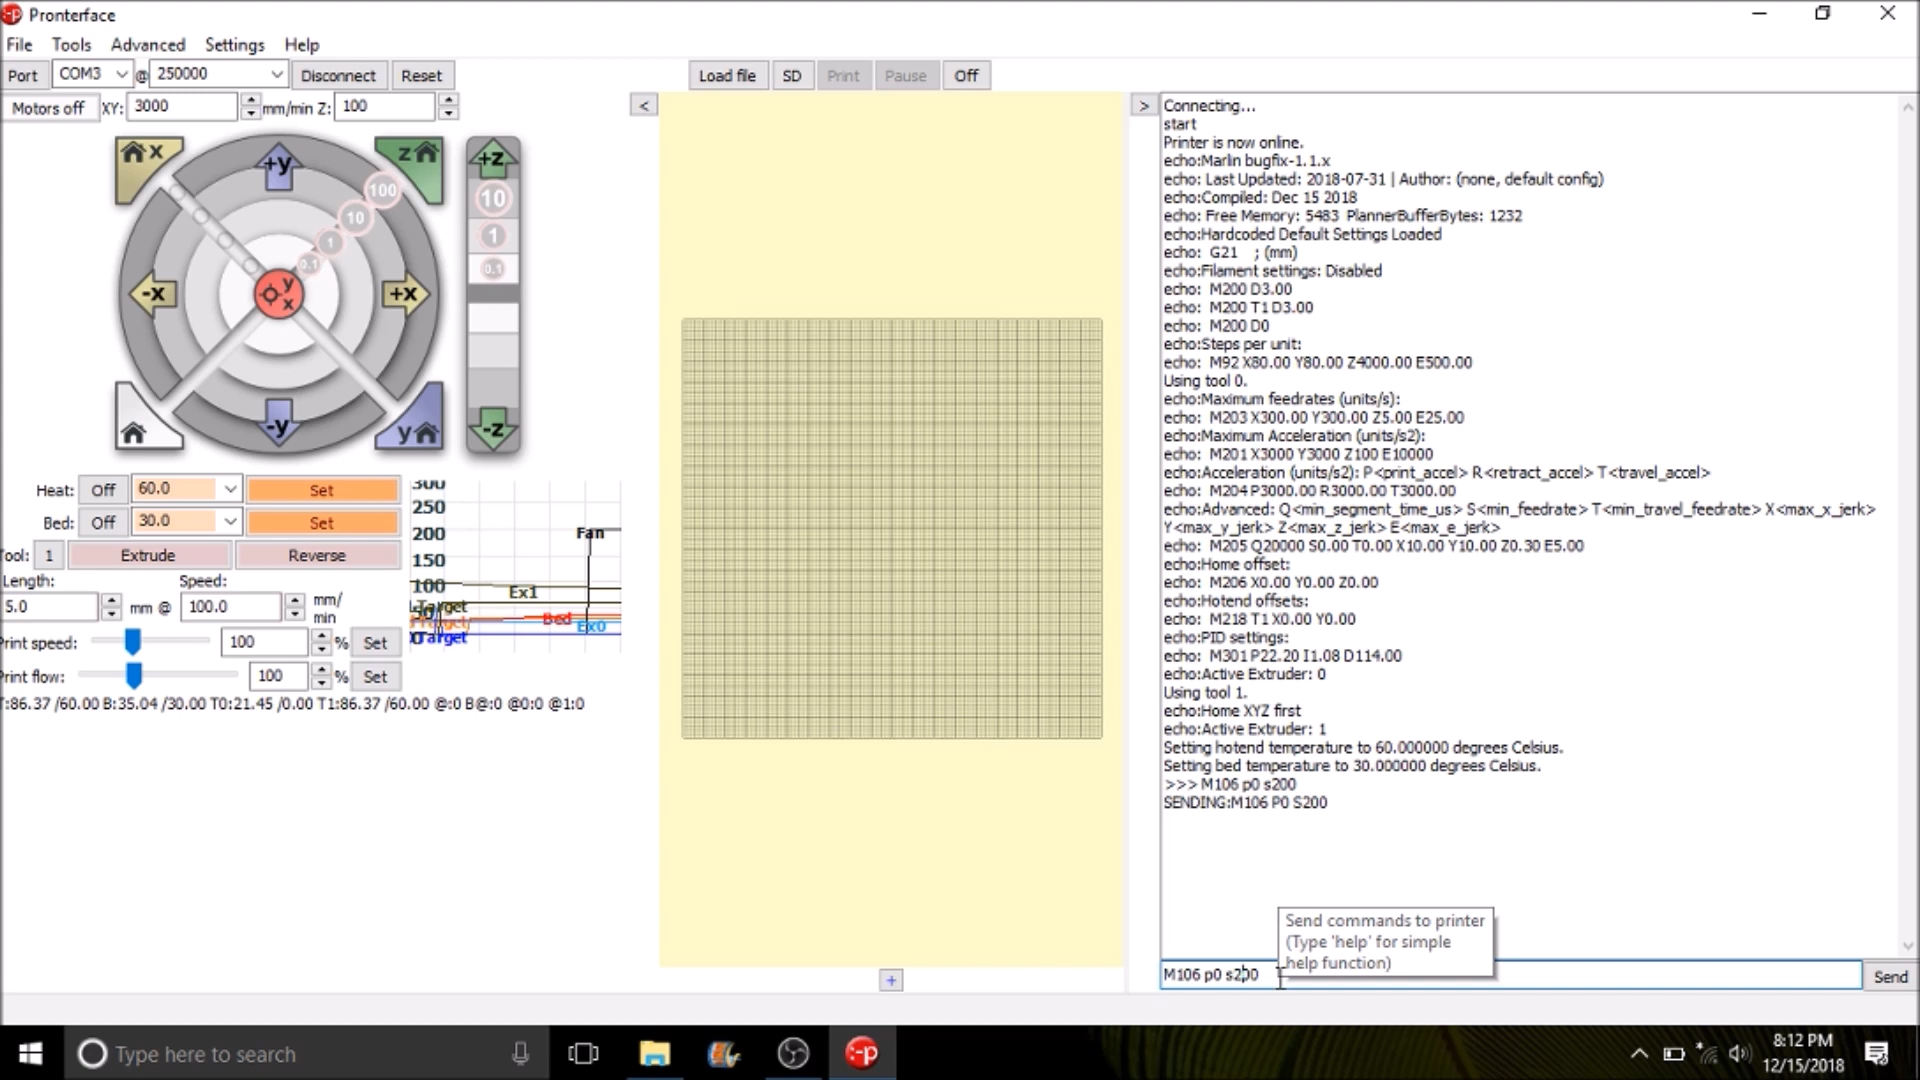 Pronterface
File Tools Advanced Settings Help
Port COM3 @ 250000 Disconnect Reset Load file SD Print Pause Off
Motors off XY: 3000 mm/min Z: 100 < >
X z +y 100 10 1 0.1 -x y x +x -y y
+z 10 1 0.1 -z
Heat: Off 60.0 Set
Bed: Off 30.0 Set
Tool: 1 Extrude Reverse
Length: Speed:
5.0 mm @ 100.0 mm/
min
Print speed: 100 % Set
Print flow: 100 % Set
T:86.37 /60.00 B:35.04 /30.00 T0:21.45 /0.00 T1:86.37 /60.00 @:0 B@:0 @0:0 @1:0
300
250
200 Fan
150
100 Ex1
50 Target
Bed
Target Ex0
0 Target
+
Connecting...
start
Printer is now online.
echo:Marlin bugfix-1.1.x
echo: Last Updated: 2018-07-31 | Author: (none, default config)
echo:Compiled: Dec 15 2018
echo: Free Memory: 5483 PlannerBufferBytes: 1232
echo:Hardcoded Default Settings Loaded
echo: G21 ; (mm)
echo:Filament settings: Disabled
echo: M200 D3.00
echo: M200 T1 D3.00
echo: M200 D0
echo:Steps per unit:
echo: M92 X80.00 Y80.00 Z4000.00 E500.00
Using tool 0.
echo:Maximum feedrates (units/s):
echo: M203 X300.00 Y300.00 Z5.00 E25.00
echo:Maximum Acceleration (units/s2):
echo: M201 X3000 Y3000 Z100 E10000
echo:Acceleration (units/s2): P<print_accel> R<retract_accel> T<travel_accel>
echo: M204 P3000.00 R3000.00 T3000.00
echo:Advanced: Q<min_segment_time_us> S<min_feedrate> T<min_travel_feedrate> X<max_x_jerk>
Y<max_y_jerk> Z<max_z_jerk> E<max_e_jerk>
echo: M205 Q20000 S0.00 T0.00 X10.00 Y10.00 Z0.30 E5.00
echo:Home offset:
echo: M206 X0.00 Y0.00 Z0.00
echo:Hotend offsets:
echo: M218 T1 X0.00 Y0.00
echo:PID settings:
echo: M301 P22.20 I1.08 D114.00
echo:Active Extruder: 0
Using tool 1.
echo:Home XYZ first
echo:Active Extruder: 1
Setting hotend temperature to 60.000000 degrees Celsius.
Setting bed temperature to 30.000000 degrees Celsius.
>>> M106 p0 s200
SENDING:M106 P0 S200
Send commands to printer
(Type 'help' for simple
help function)
M106 p0 s200 Send
Type here to search
8:12 PM
12/15/2018